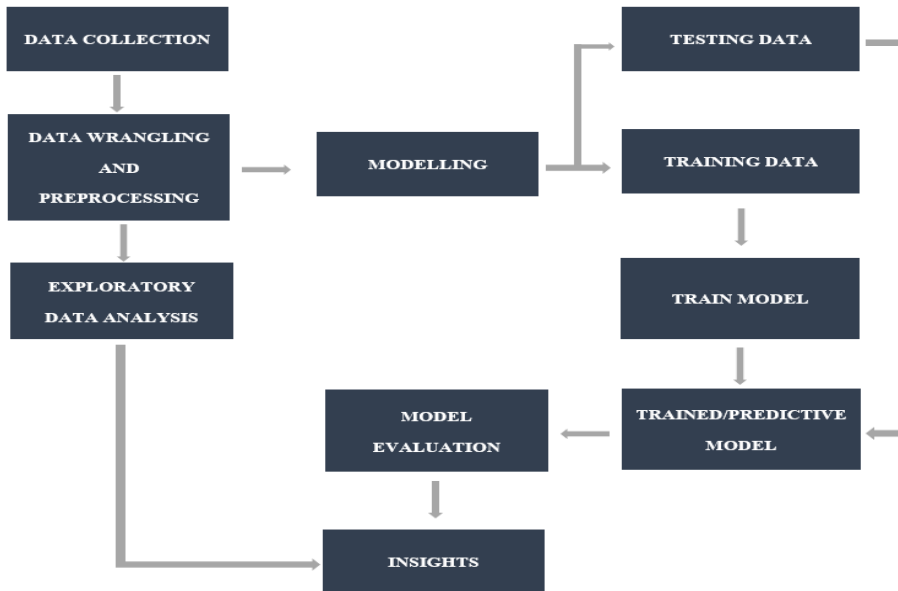 DATA COLLECTION
DATA WRANGLING
AND
PREPROCESSING
EXPLORATORY
DATA ANALYSIS
MODELLING
TESTING DATA
TRAINING DATA
TRAIN MODEL
TRAINED/PREDICTIVE
MODEL
MODEL
EVALUATION
INSIGHTS